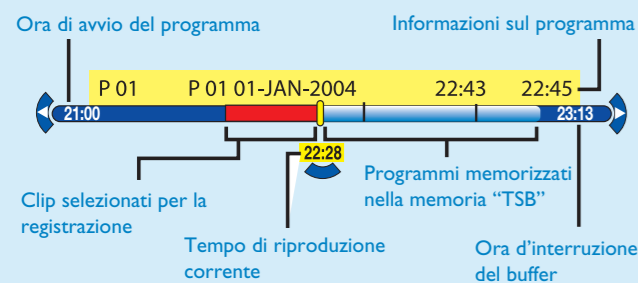 Ora di avvio del programma
Informazioni sul programma
P 01 P 01 01-JAN-2004 22:43 22:45
21:00 23:13
22:28
Clip selezionati per la
registrazione
Tempo di riproduzione
corrente
Programmi memorizzati
nella memoria “TSB”
Ora d’interruzione
del buffer